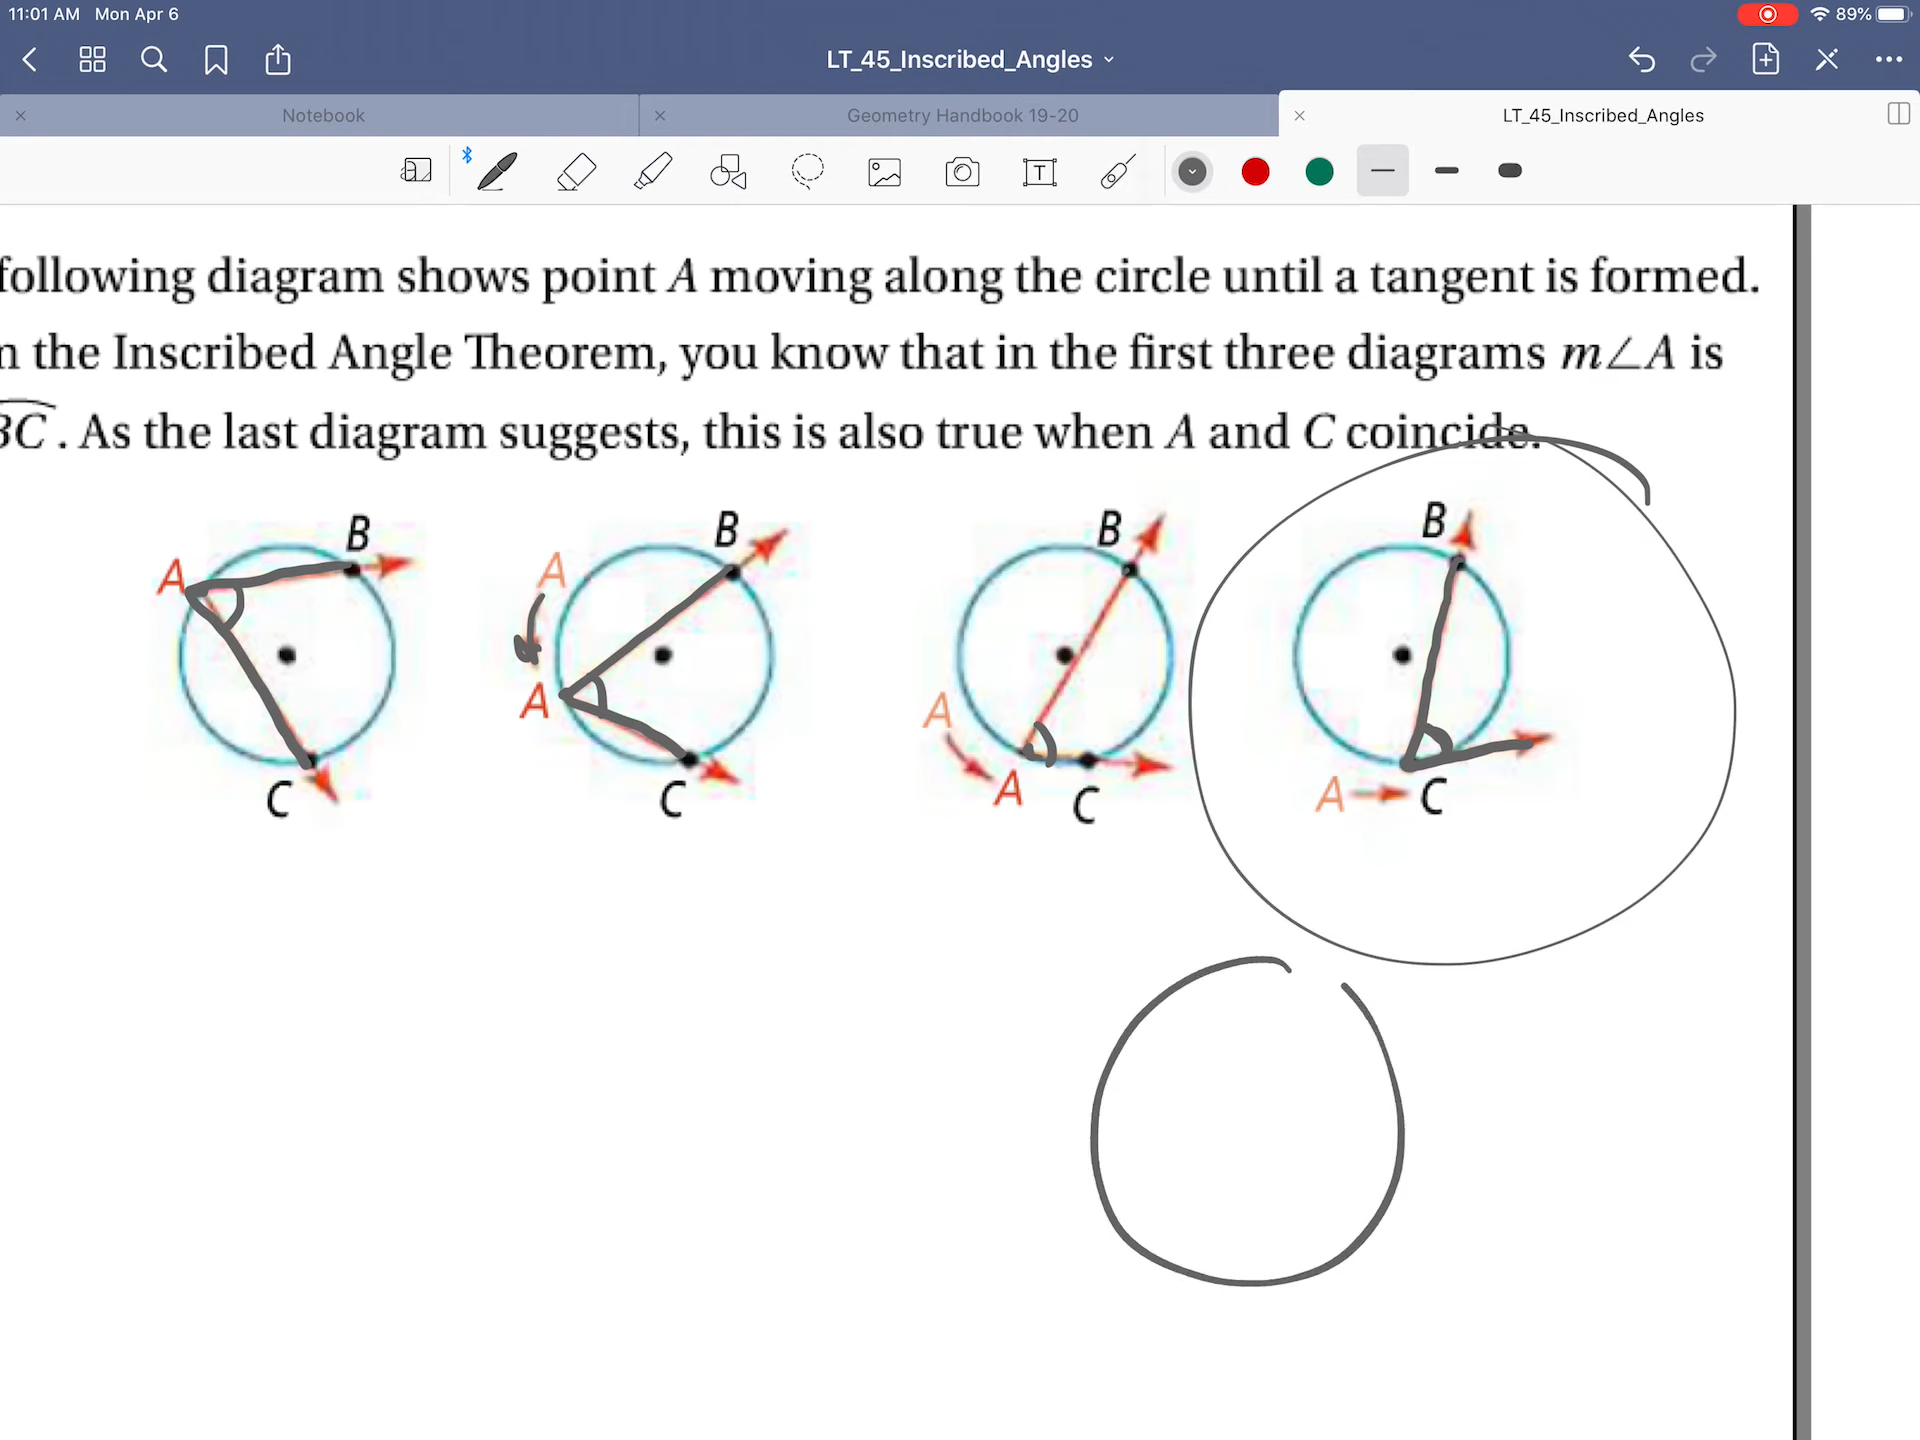 11:01 AM Mon Apr 6
89%
LT_45_Inscribed_Angles
Notebook
Geometry Handbook 19-20
LT_45_Inscribed_Angles
T
following diagram shows point A moving along the circle until a tangent is formed.
the Inscribed Angle Theorem, you know that in the first three diagrams m∠A is
BC. As the last diagram suggests, this is also true when A and C coincide.
A B C
A A B C
A A B C
B A C